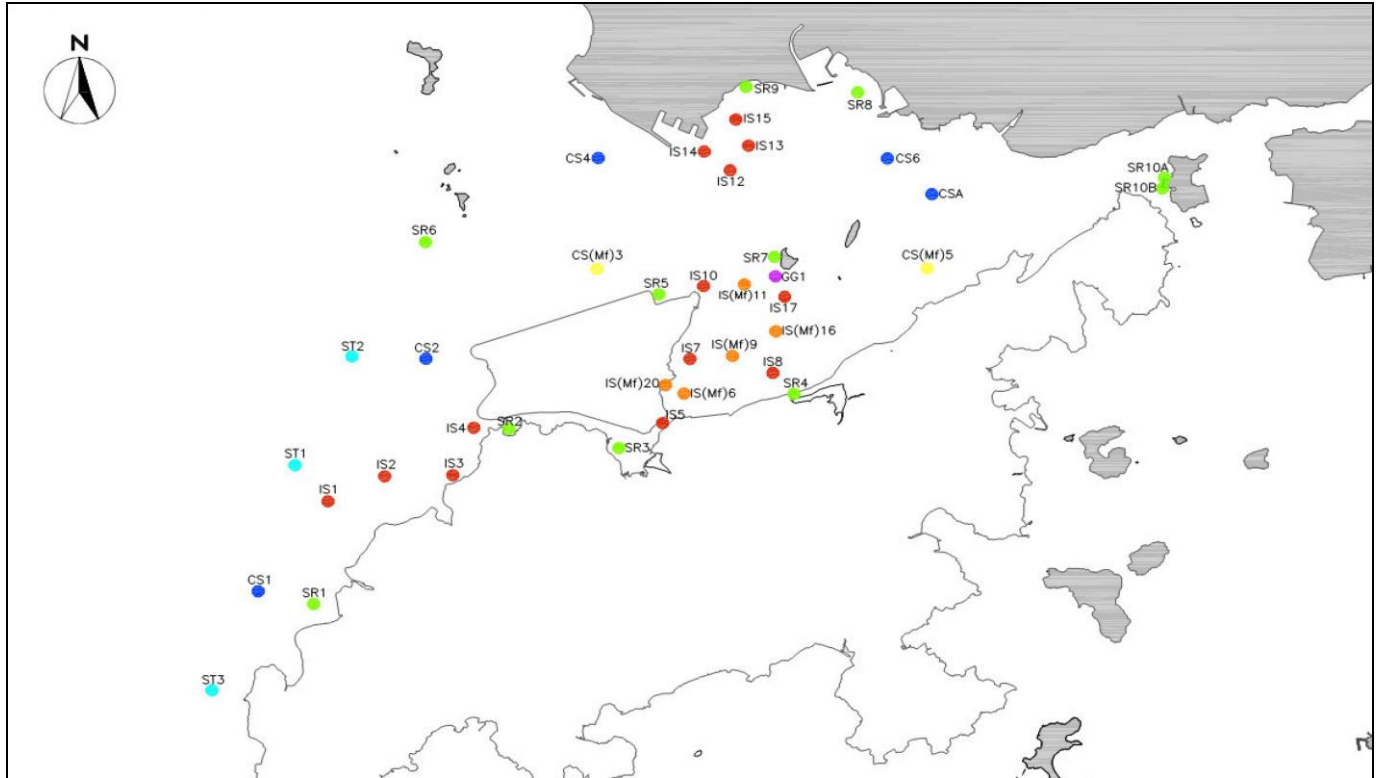 N
SR9
SR8
IS15
IS13
IS14
CS4
CS6
IS12
SR10A
SR10B
CSA
SR6
CS(Mf)3
SR7
CS(Mf)5
GG1
IS10
SR5
IS(Mf)11
IS17
IS(Mf)16
ST2
CS2
IS7
IS(Mf)9
IS8
IS(Mf)20
IS(Mf)6
SR4
IS5
SR2
IS4
SR3
ST1
IS2
IS3
IS1
CS1
SR1
ST3